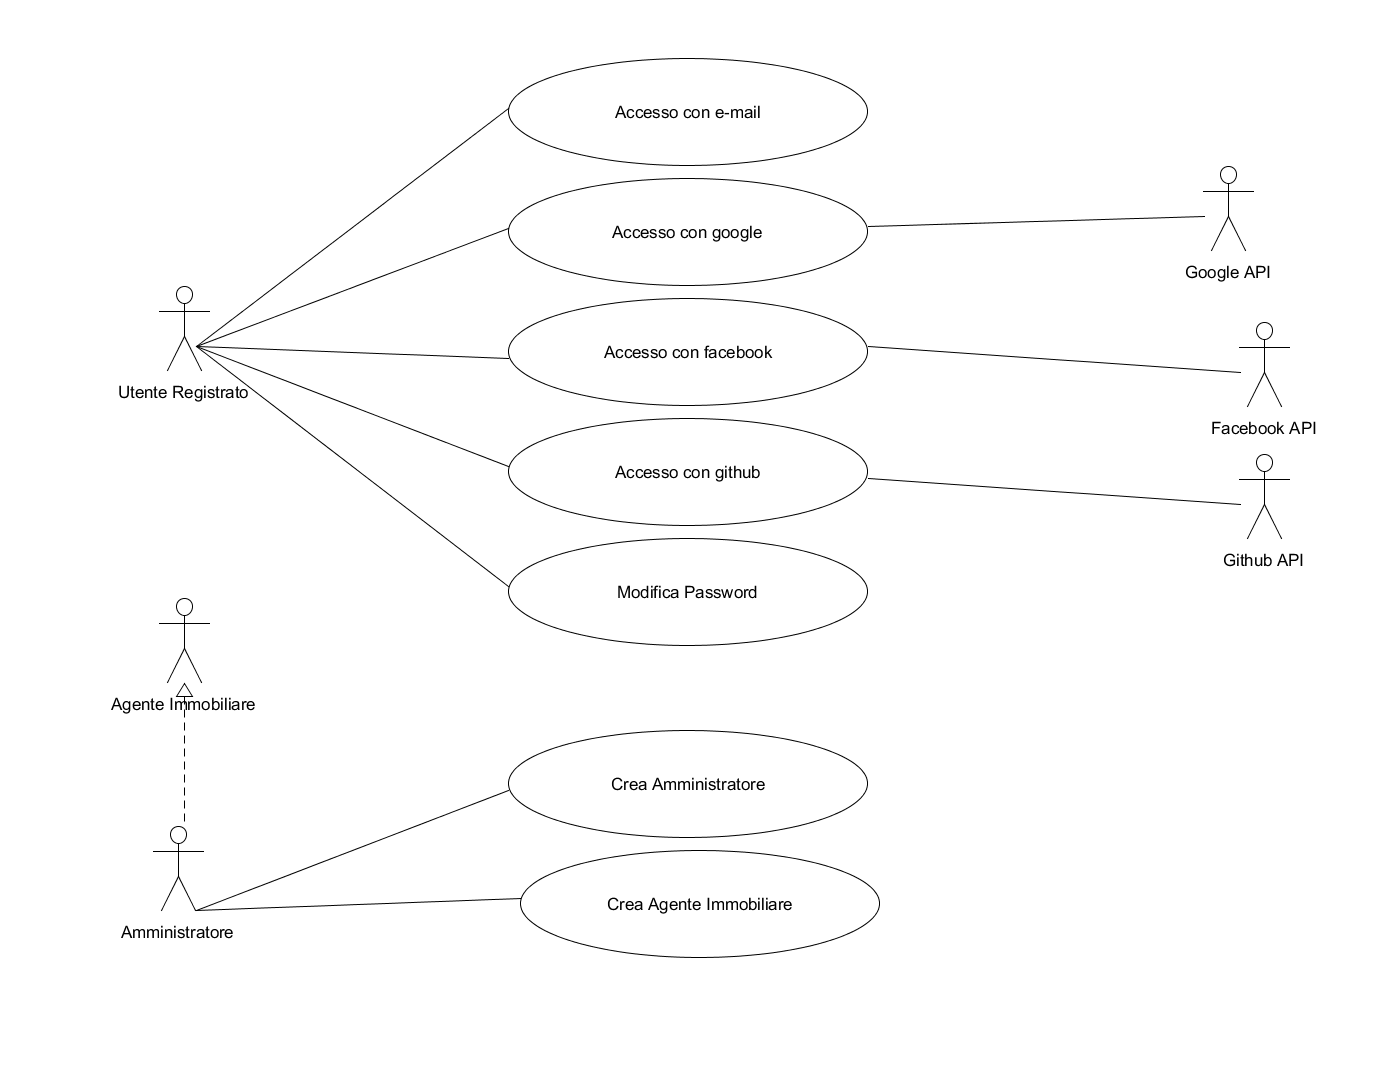 Accesso con e-mail
Accesso con google
Google API
Accesso con facebook
Utente Registrato
Facebook API
Accesso con github
Github API
Modifica Password
Agente Immobiliare
Crea Amministratore
Crea Agente Immobiliare
Amministratore